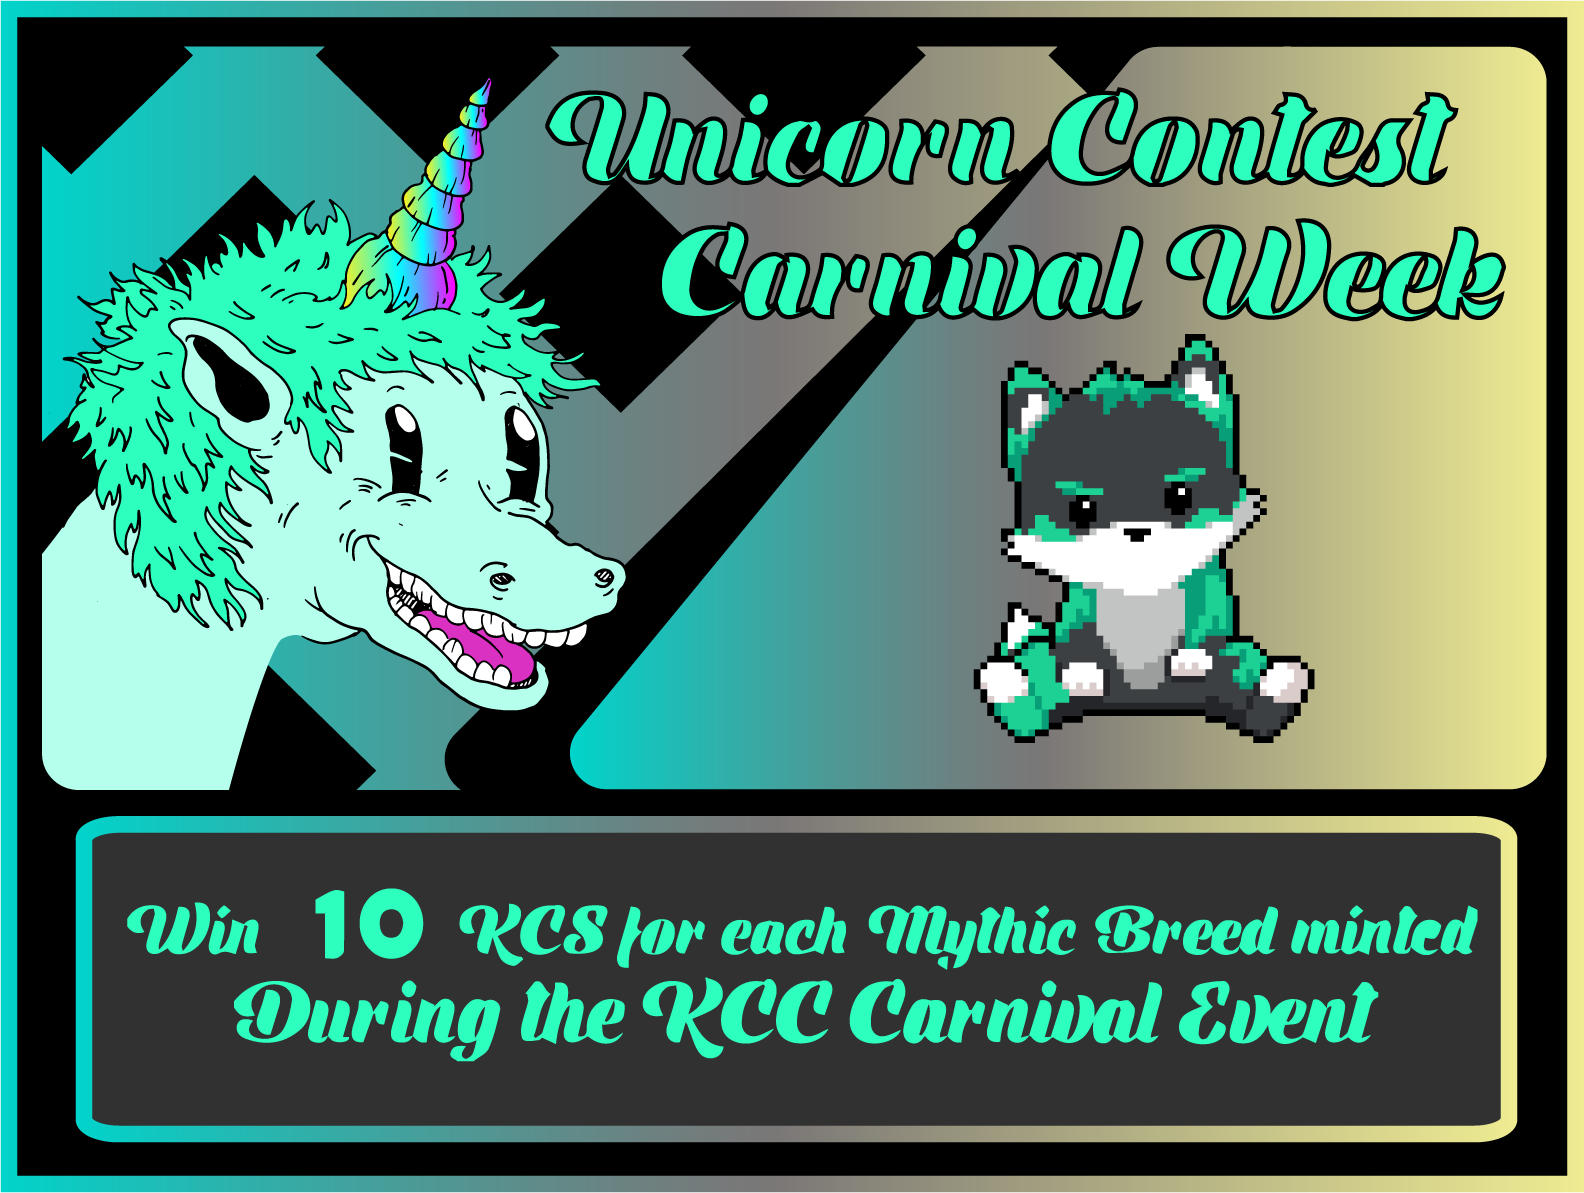 Unicorn Contest
Carnival Week
Win 10 KCS for each Mythic Breed minted
During the KCC Carnival Event